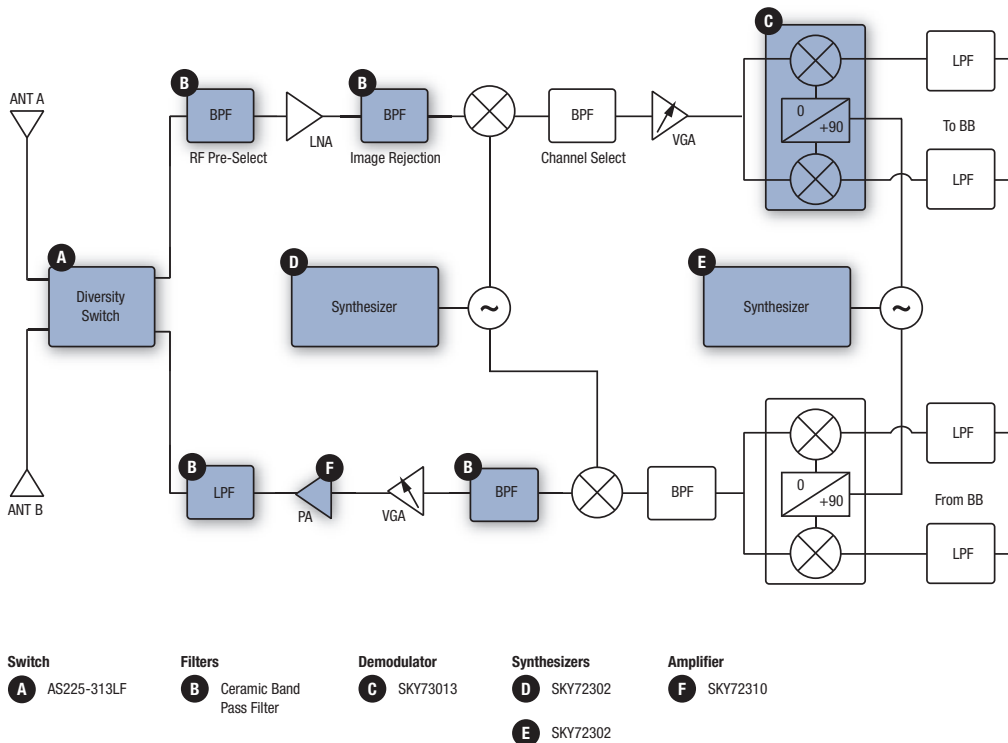 C
B
B
BPF
BPF
BPF
LPF
ANT A
LNA
VGA
0
+90
To BB
RF Pre-Select
Image Rejection
Channel Select
LPF
A
D
E
Diversity
Switch
Synthesizer
~
Synthesizer
~
LPF
B
F
B
LPF
BPF
BPF
0
+90
From BB
ANT B
PA
VGA
LPF
Switch
Filters
Demodulator
Synthesizers
Amplifier
A AS225-313LF
B Ceramic Band
Pass Filter
C SKY73013
D SKY72302
F SKY72310
E SKY72302